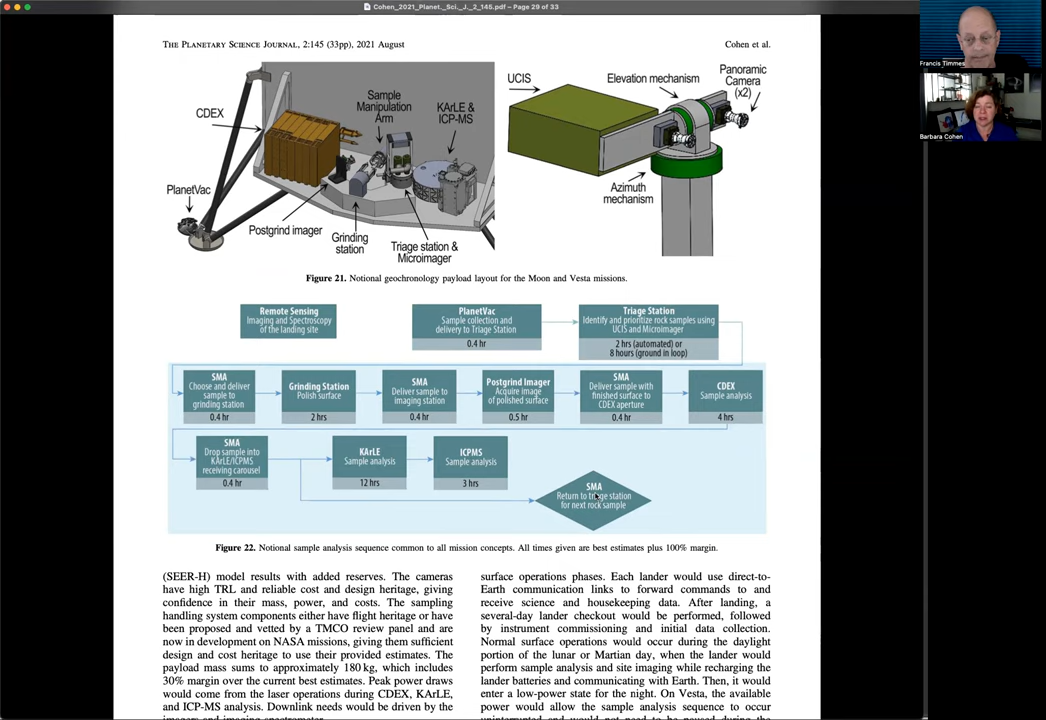 Cohen_2021_Planet._Sci._J._2_145.pdf – Page 29 of 33
THE PLANETARY SCIENCE JOURNAL, 2:145 (33pp), 2021 August
Cohen et al.
CDEX
PlanetVac
Sample
Manipulation
Arm
KArLE &
ICP-MS
Postgrind imager
Grinding
station
Triage station &
Microimager
UCIS
Elevation mechanism
Panoramic
Camera
(x2)
Azimuth
mechanism
Francis Timmes
Barbara Cohen
Figure 21. Notional geochronology payload layout for the Moon and Vesta missions.
Remote Sensing
Imaging and Spectroscopy
of the landing site
PlanetVac
Sample collection and
delivery to Triage Station
0.4 hr
Triage Station
Identify and prioritize rock samples using
UCIS and Microimager
2 hrs (automated) or
8 hours (ground in loop)
SMA
Choose and deliver
sample to
grinding station
0.4 hr
Grinding Station
Polish surface
2 hrs
SMA
Deliver sample to
imaging station
0.4 hr
Postgrind Imager
Acquire image
of polished surface
0.5 hr
SMA
Deliver sample with
finished surface to
CDEX aperture
0.4 hr
CDEX
Sample analysis
4 hrs
SMA
Drop sample into
KArLE/ICPMS
receiving carousel
0.4 hr
KArLE
Sample analysis
12 hrs
ICPMS
Sample analysis
3 hrs
SMA
Return to triage station
for next rock sample
Figure 22. Notional sample analysis sequence common to all mission concepts. All times given are best estimates plus 100% margin.
(SEER-H) model results with added reserves. The cameras
have high TRL and reliable cost and design heritage, giving
confidence in their mass, power, and costs. The sampling
handling system components either have flight heritage or have
been proposed and vetted by a TMCO review panel and are
now in development on NASA missions, giving them sufficient
design and cost heritage to use their provided estimates. The
payload mass sums to approximately 180 kg, which includes
30% margin over the current best estimates. Peak power draws
would come from the laser operations during CDEX, KArLE,
and ICP-MS analysis. Downlink needs would be driven by the
imagers and imaging spectrometer.
surface operations phases. Each lander would use direct-to-
Earth communication links to forward commands to and
receive science and housekeeping data. After landing, a
several-day lander checkout would be performed, followed
by instrument commissioning and initial data collection.
Normal surface operations would occur during the daylight
portion of the lunar or Martian day, when the lander would
perform sample analysis and site imaging while recharging the
lander batteries and communicating with Earth. Then, it would
enter a low-power state for the night. On Vesta, the available
power would allow the sample analysis sequence to occur
uninterrupted and would not need to be paused during the